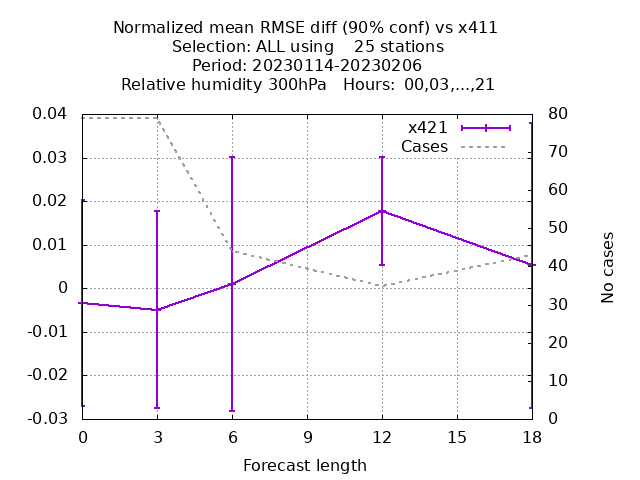 Normalized mean RMSE diff (90% conf) vs x411
Selection: ALL using    25 stations
Period: 20230114-20230206
Relative humidity 300hPa   Hours:  00,03,...,21
x421
Cases
0.04
0.03
0.02
0.01
0
-0.01
-0.02
-0.03
80
70
60
50
40
30
20
10
0
No cases
0 3 6 9 12 15 18
Forecast length